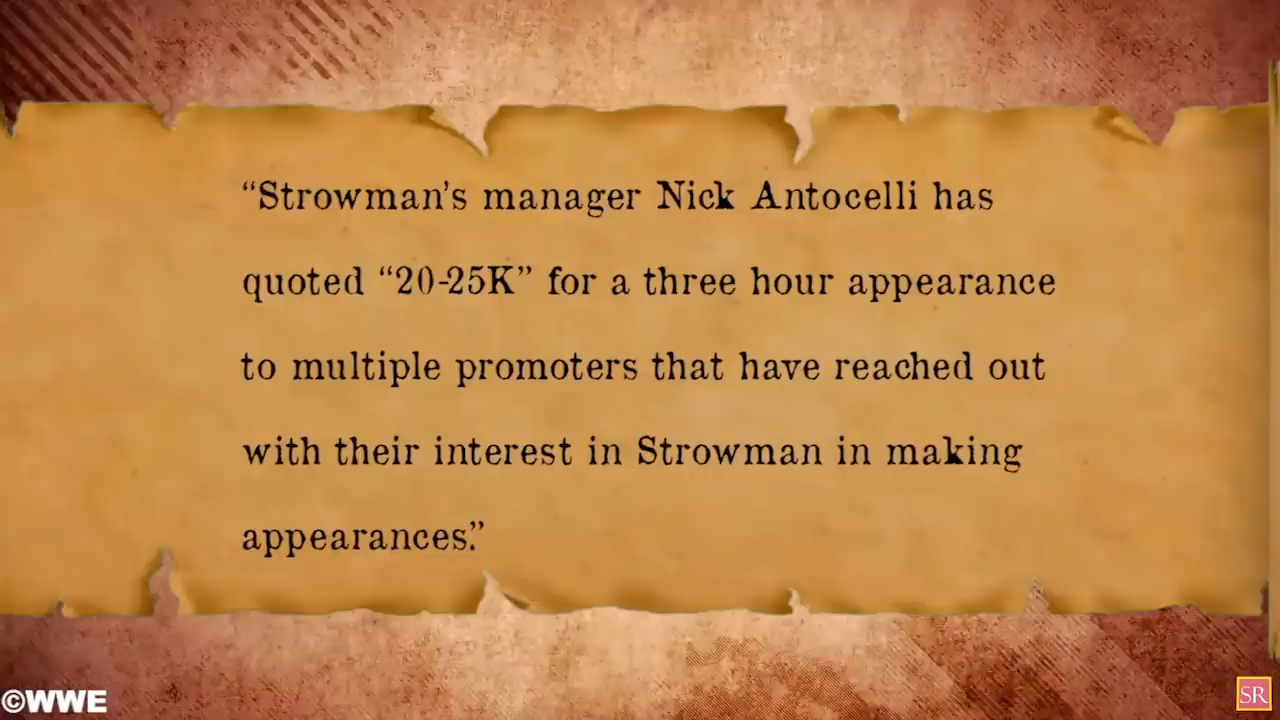 “Strowman’s manager Nick Antocelli has
quoted “20-25K” for a three hour appearance
to multiple promoters that have reached out
with their interest in Strowman in making
appearances.”
©WWE
SR